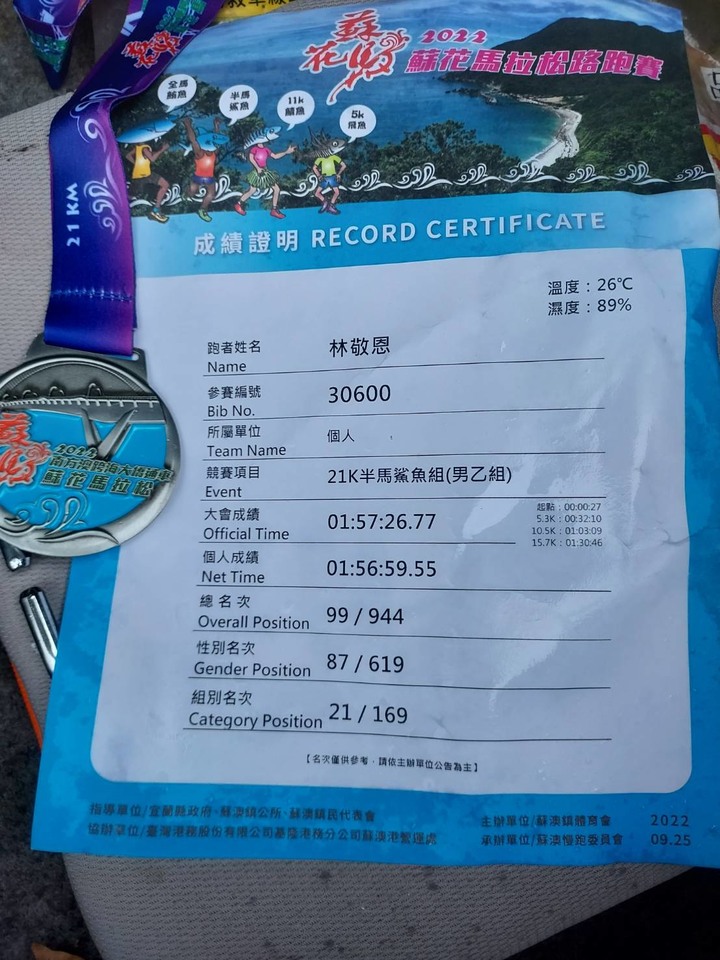 蘇花
2022
蘇花馬拉松路跑賽
全馬
鮪魚
半馬
鯊魚
11k
鯖魚
5k
飛魚
21 KM
成績證明 RECORD CERTIFICATE
溫度：26℃
濕度：89%
跑者姓名 林敬恩
Name
參賽編號 30600
Bib No.
所屬單位 個人
Team Name
競賽項目 21K半馬鯊魚組(男乙組)
Event
大會成績 01:57:26.77
Official Time
起點：00:00:27
5.3K：00:32:10
10.5K：01:03:09
15.7K：01:30:46
個人成績 01:56:59.55
Net Time
總名次 99 / 944
Overall Position
性別名次 87 / 619
Gender Position
組別名次 21 / 169
Category Position
【名次僅供參考，請依主辦單位公告為主】
指導單位/宜蘭縣政府·蘇澳鎮公所·蘇澳鎮民代表會
協辦單位/臺灣港務股份有限公司基隆港務分公司蘇澳港營運處
主辦單位/蘇澳鎮體育會
承辦單位/蘇澳慢跑委員會
2022
09.25
2022
蘇花馬拉松